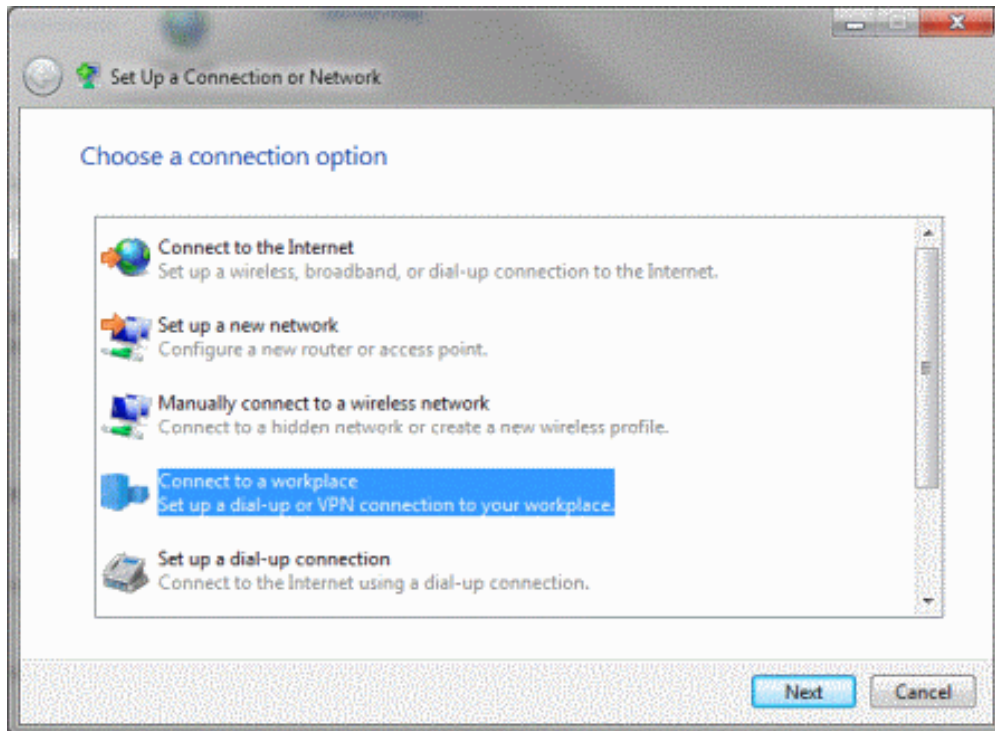 Set Up a Connection or Network
Choose a connection option
Connect to the Internet
Set up a wireless, broadband, or dial-up connection to the Internet.
Set up a new network
Configure a new router or access point.
Manually connect to a wireless network
Connect to a hidden network or create a new wireless profile.
Connect to a workplace
Set up a dial-up or VPN connection to your workplace.
Set up a dial-up connection
Connect to the Internet using a dial-up connection.
Next
Cancel